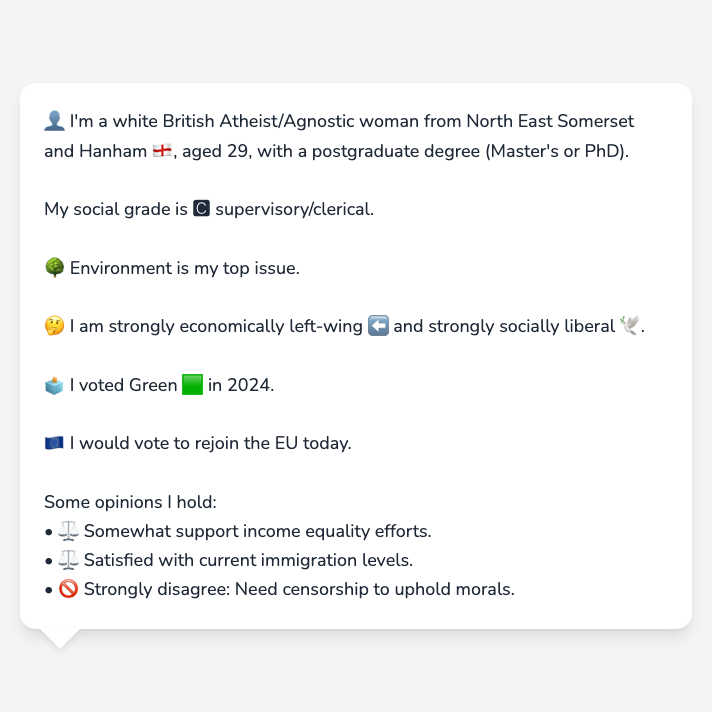 👤 I'm a white British Atheist/Agnostic woman from North East Somerset
and Hanham 🏴󠁧󠁢󠁥󠁮󠁧󠁿, aged 29, with a postgraduate degree (Master's or PhD).
My social grade is 🅲 supervisory/clerical.
🌳 Environment is my top issue.
🤔 I am strongly economically left-wing ⬅️ and strongly socially liberal 🕊️.
🗳️ I voted Green 🟩 in 2024.
🇪🇺 I would vote to rejoin the EU today.
Some opinions I hold:
• ⚖️ Somewhat support income equality efforts.
• ⚖️ Satisfied with current immigration levels.
• 🚫 Strongly disagree: Need censorship to uphold morals.